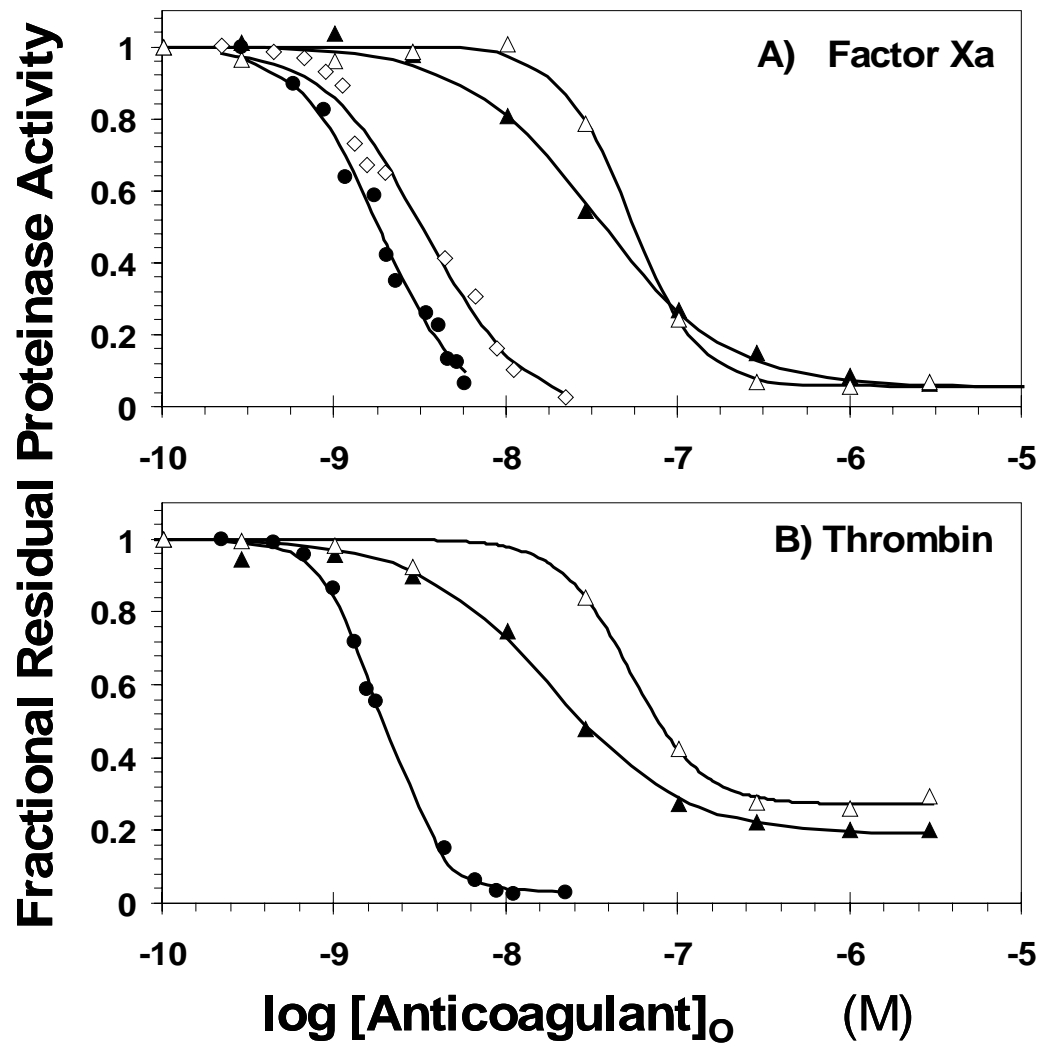 Fractional Residual Proteinase Activity
A) Factor Xa
1
0.8
0.6
0.4
0.2
0
-10 -9 -8 -7 -6 -5
B) Thrombin
1
0.8
0.6
0.4
0.2
0
-10 -9 -8 -7 -6 -5
log [Anticoagulant]O (M)